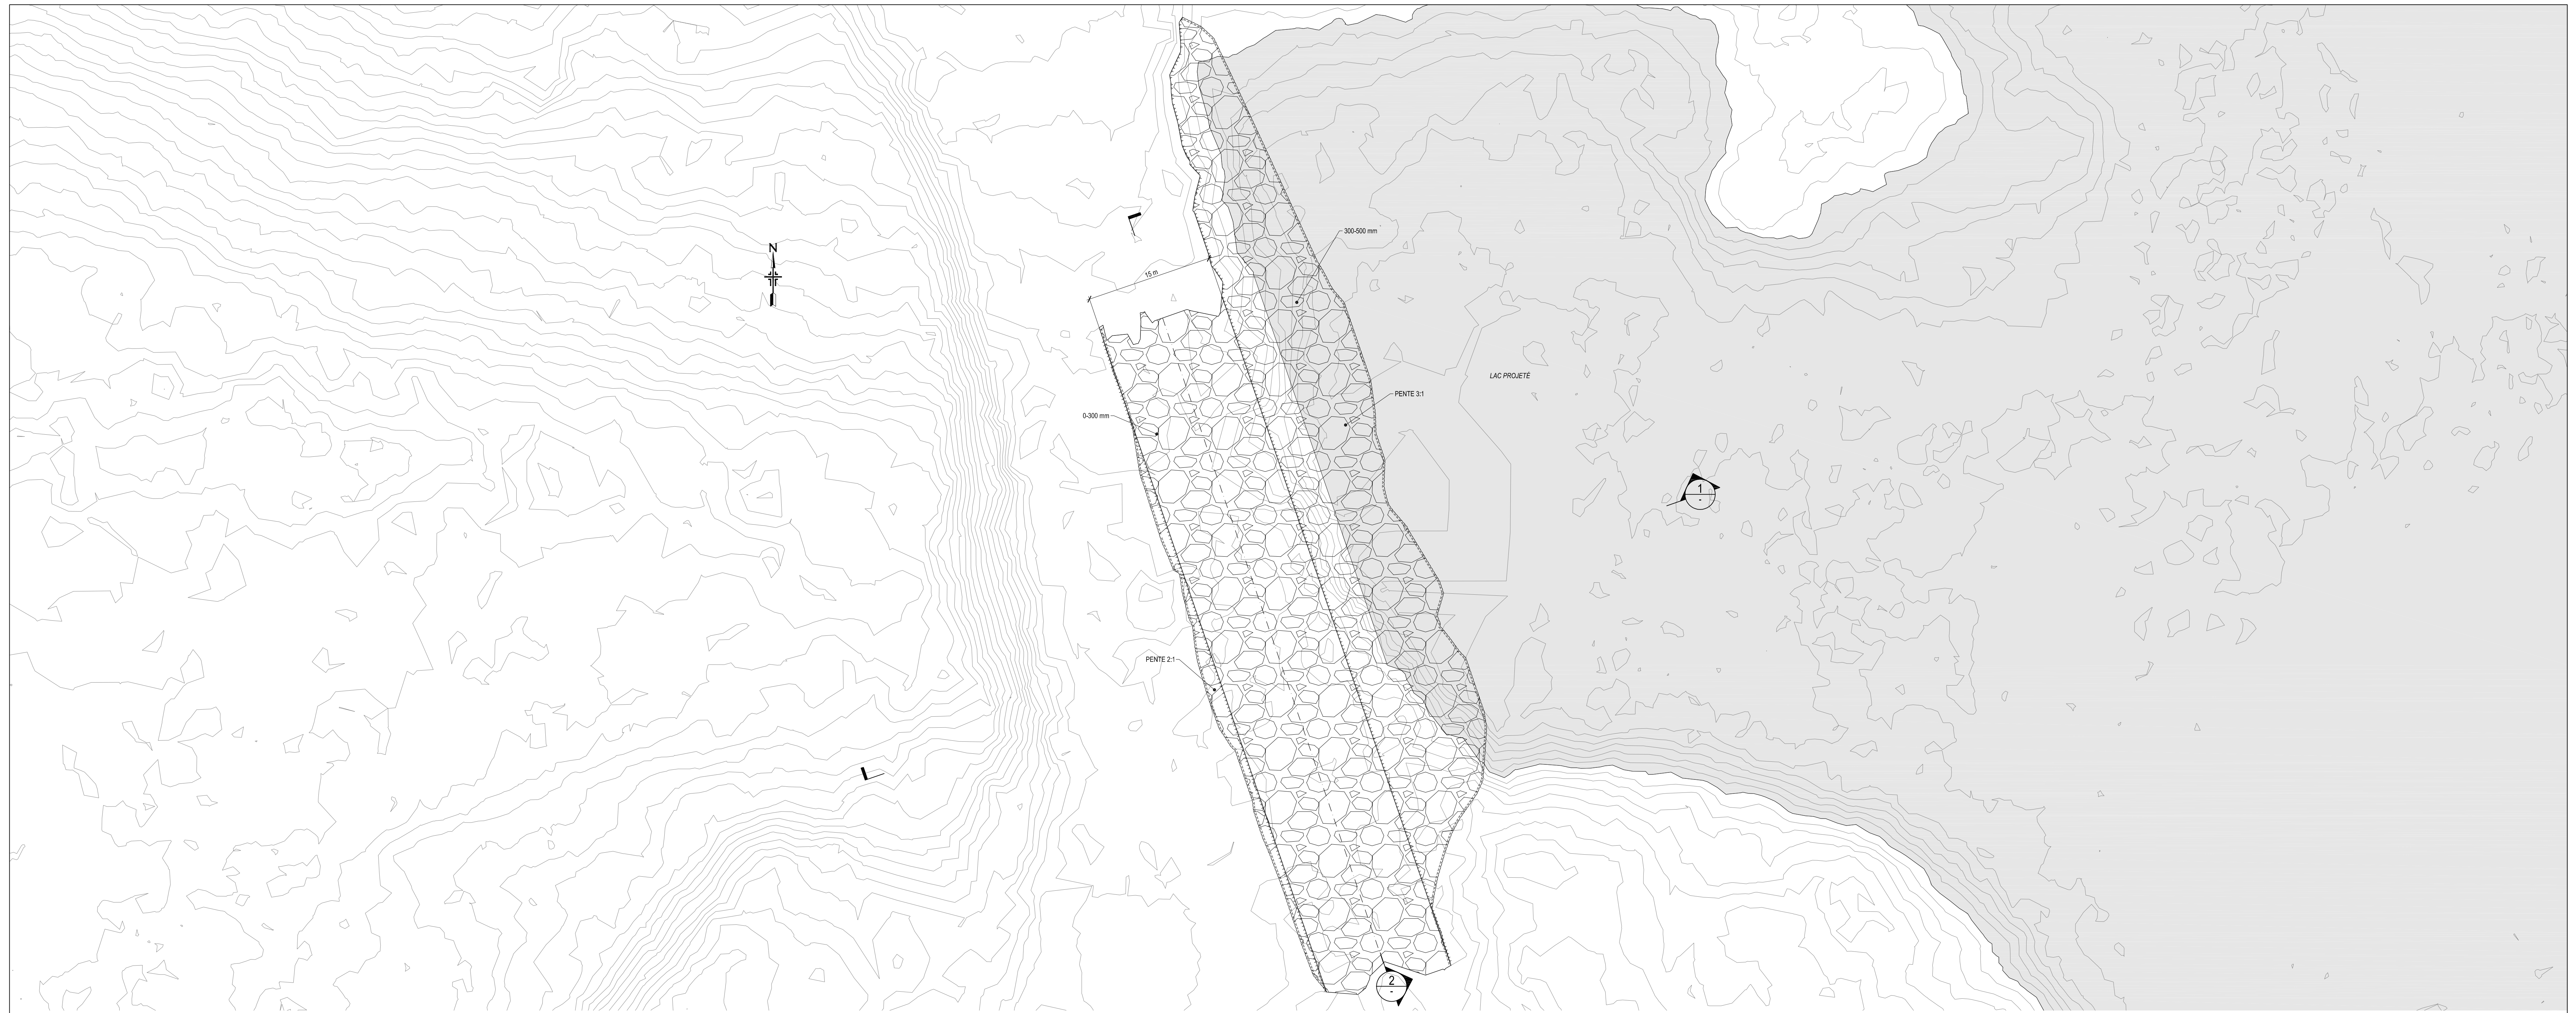 N
15 m
300-500 mm
LAC PROJETÉ
PENTE 3:1
0-300 mm
1
-
PENTE 2:1
2
-